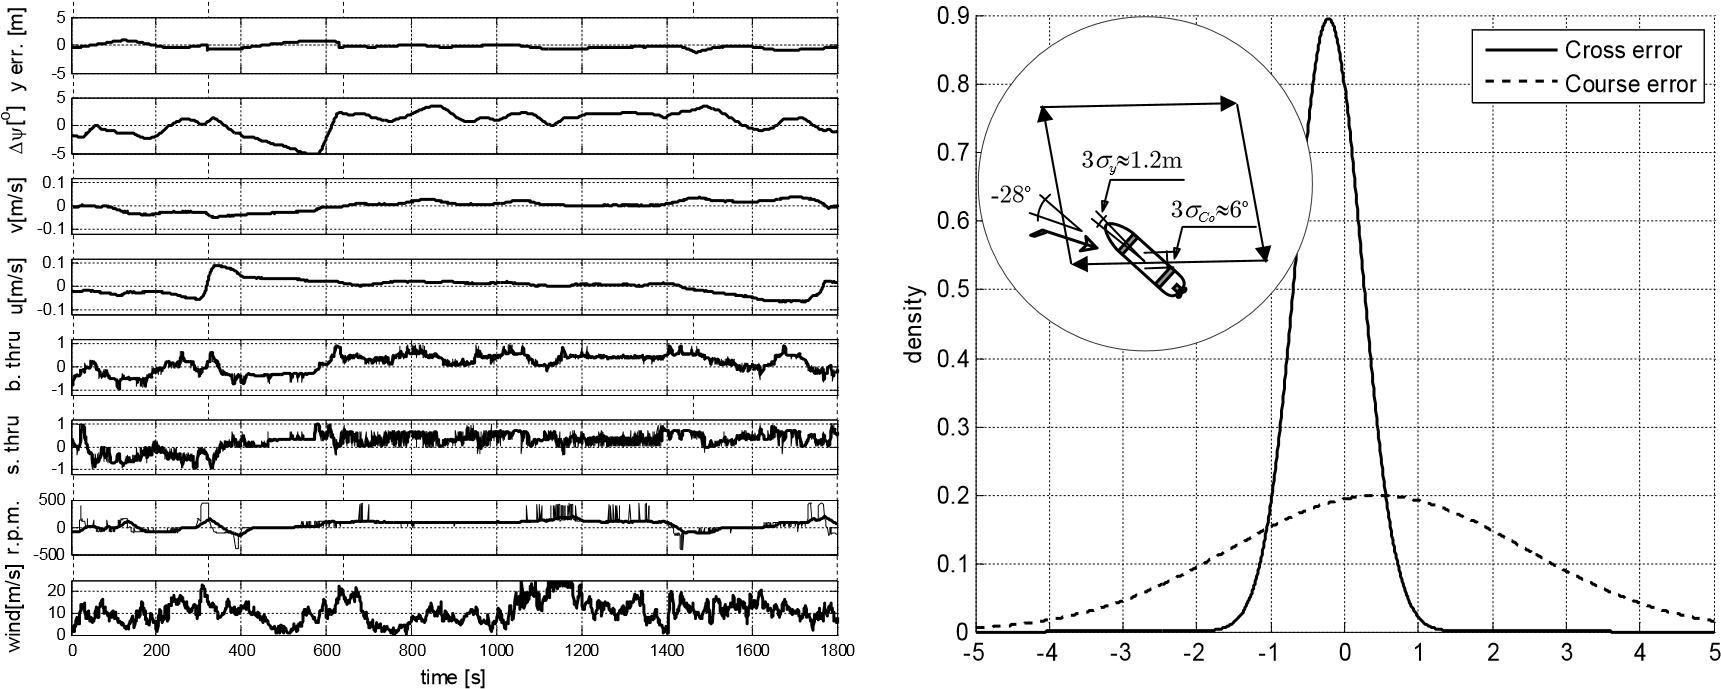 y err. [m]
5
0
-5
Δψ[°]
5
0
-5
v[m/s]
0.1
0
-0.1
u[m/s]
0.1
0
-0.1
b. thru
1
0
-1
s. thru
1
0
-1
r.p.m.
500
0
-500
wind[m/s]
20
10
0
0 200 400 600 800 1000 1200 1400 1600 1800
time [s]
density
0.9
0.8
0.7
0.6
0.5
0.4
0.3
0.2
0.1
0
-5 -4 -3 -2 -1 0 1 2 3 4 5
Cross error
Course error
3σy≈1.2m
-28°
3σCo≈6°